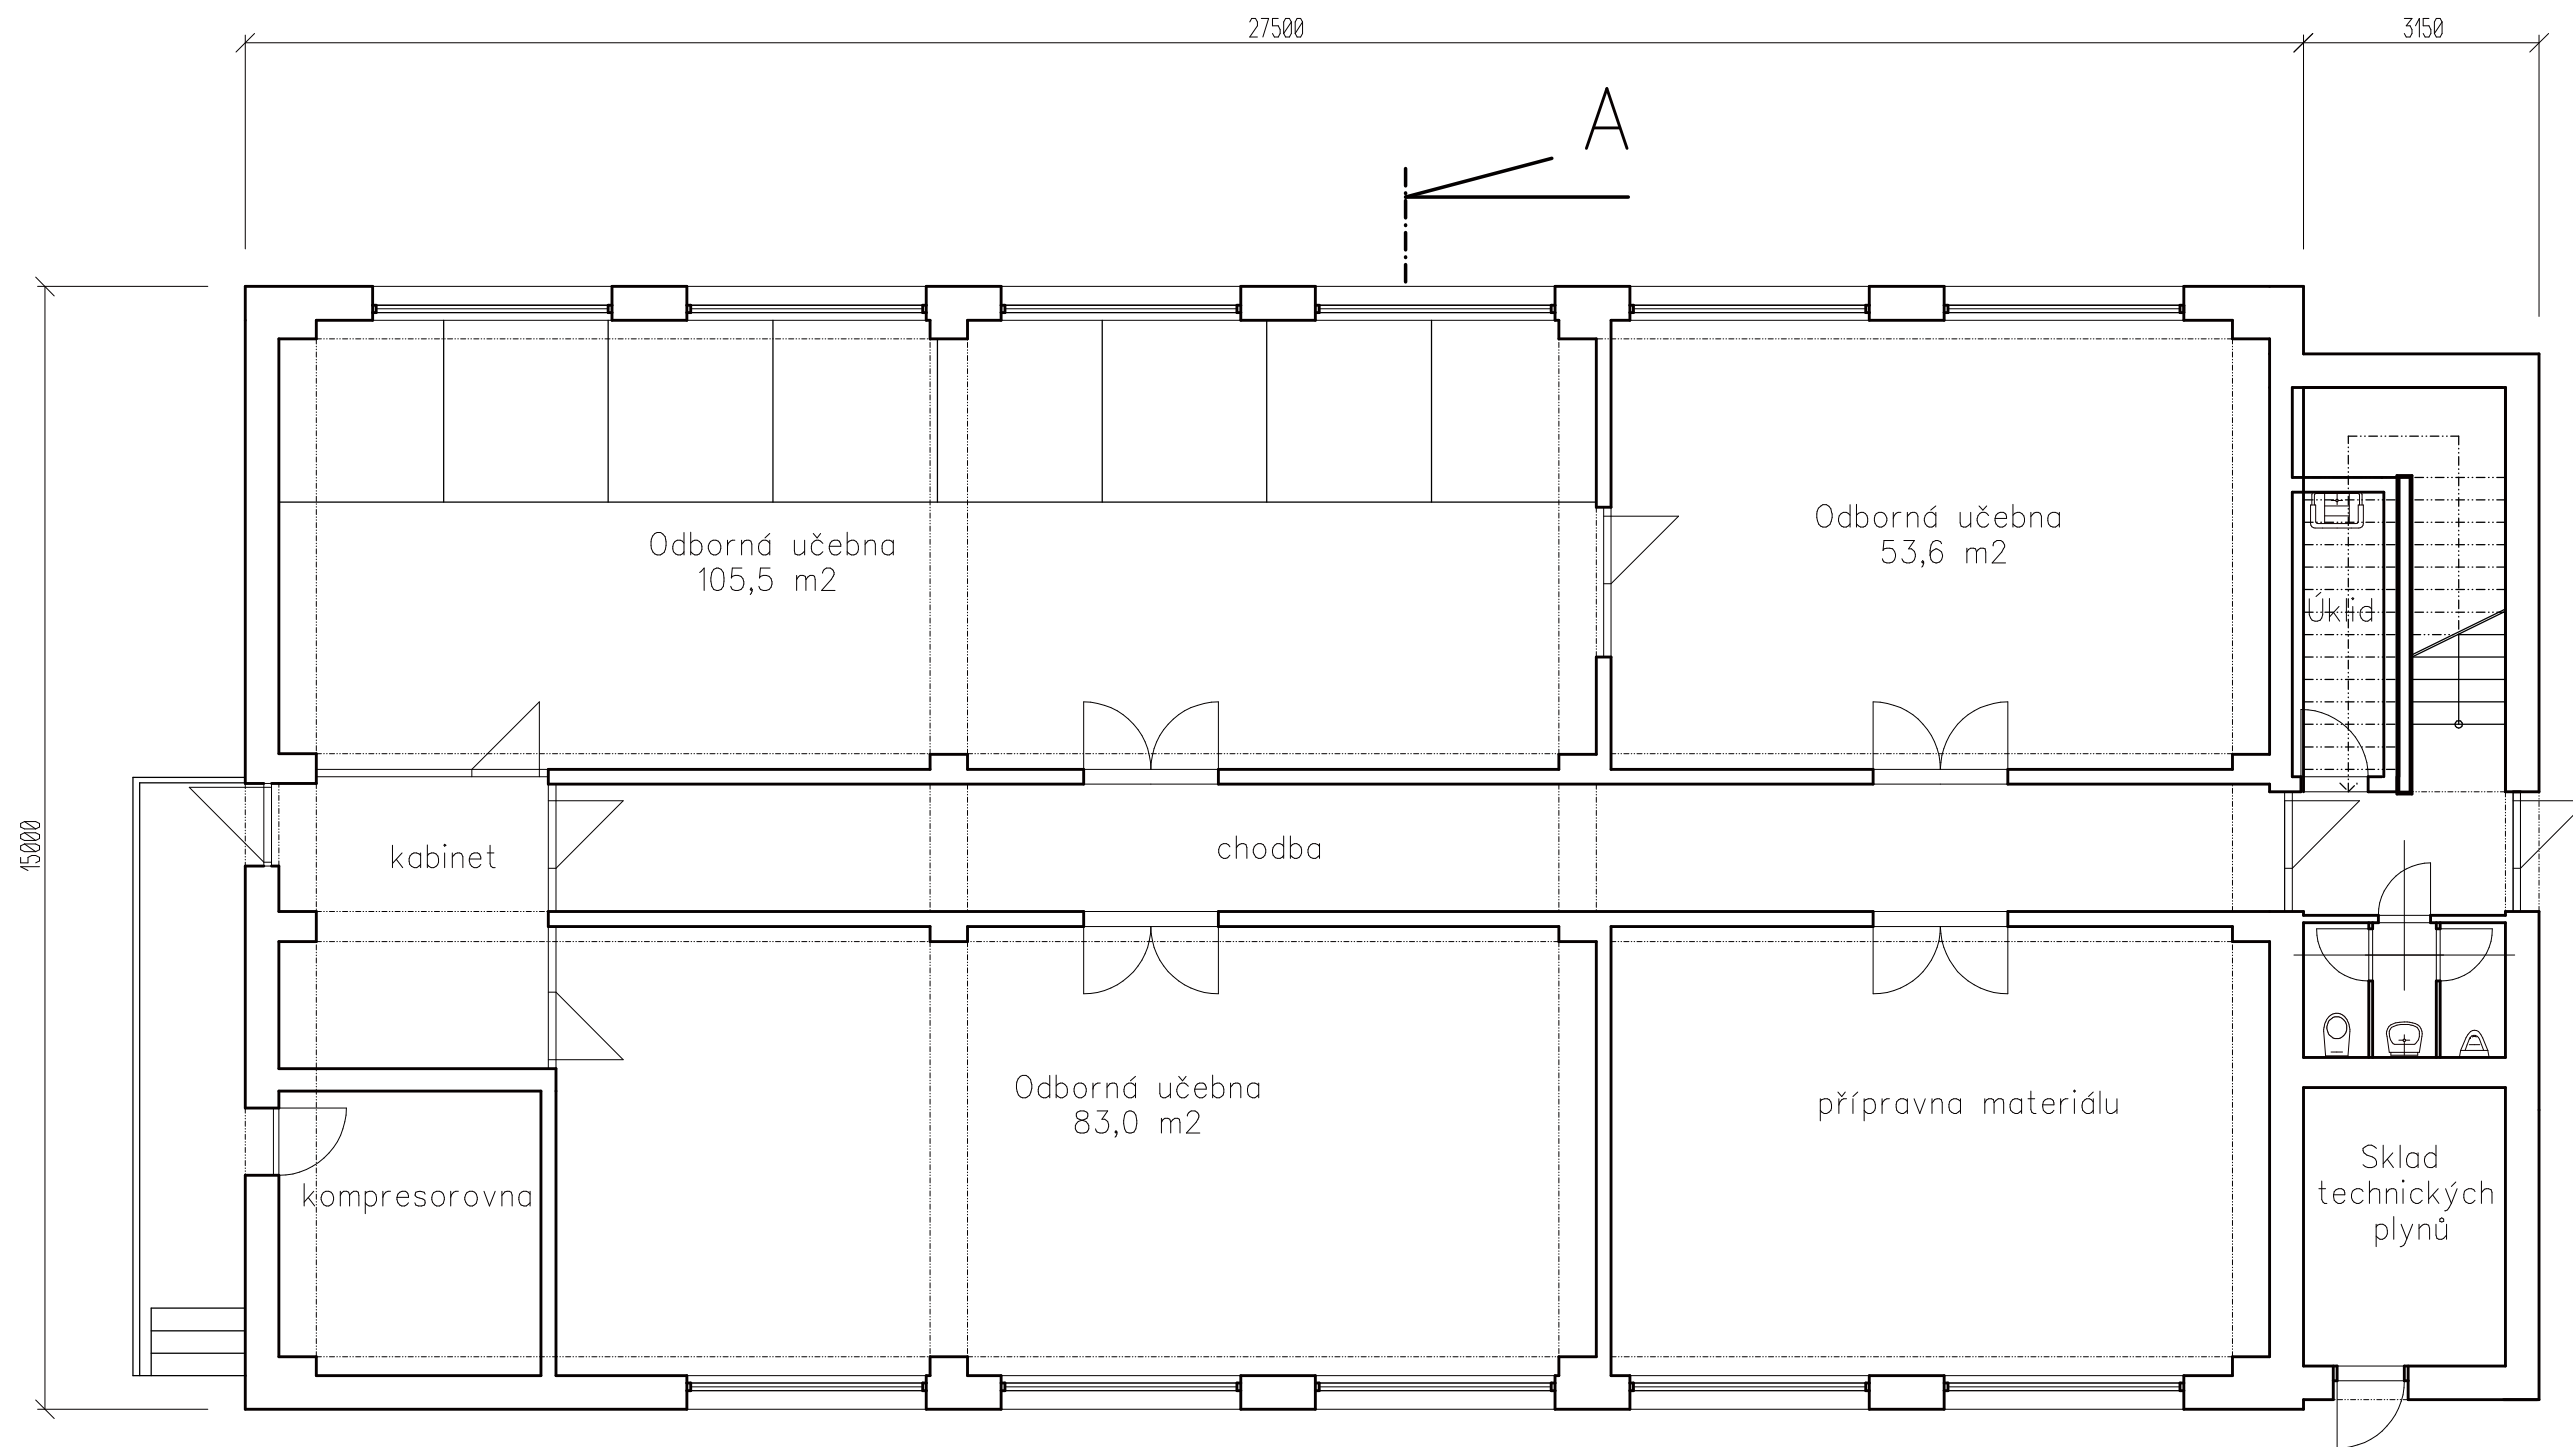 27500
3150
A
Odborná učebna
105,5 m2
Odborná učebna
53,6 m2
Úklid
15000
kabinet
chodba
Odborná učebna
83,0 m2
přípravna materiálu
kompresorovna
Sklad
technických
plynů